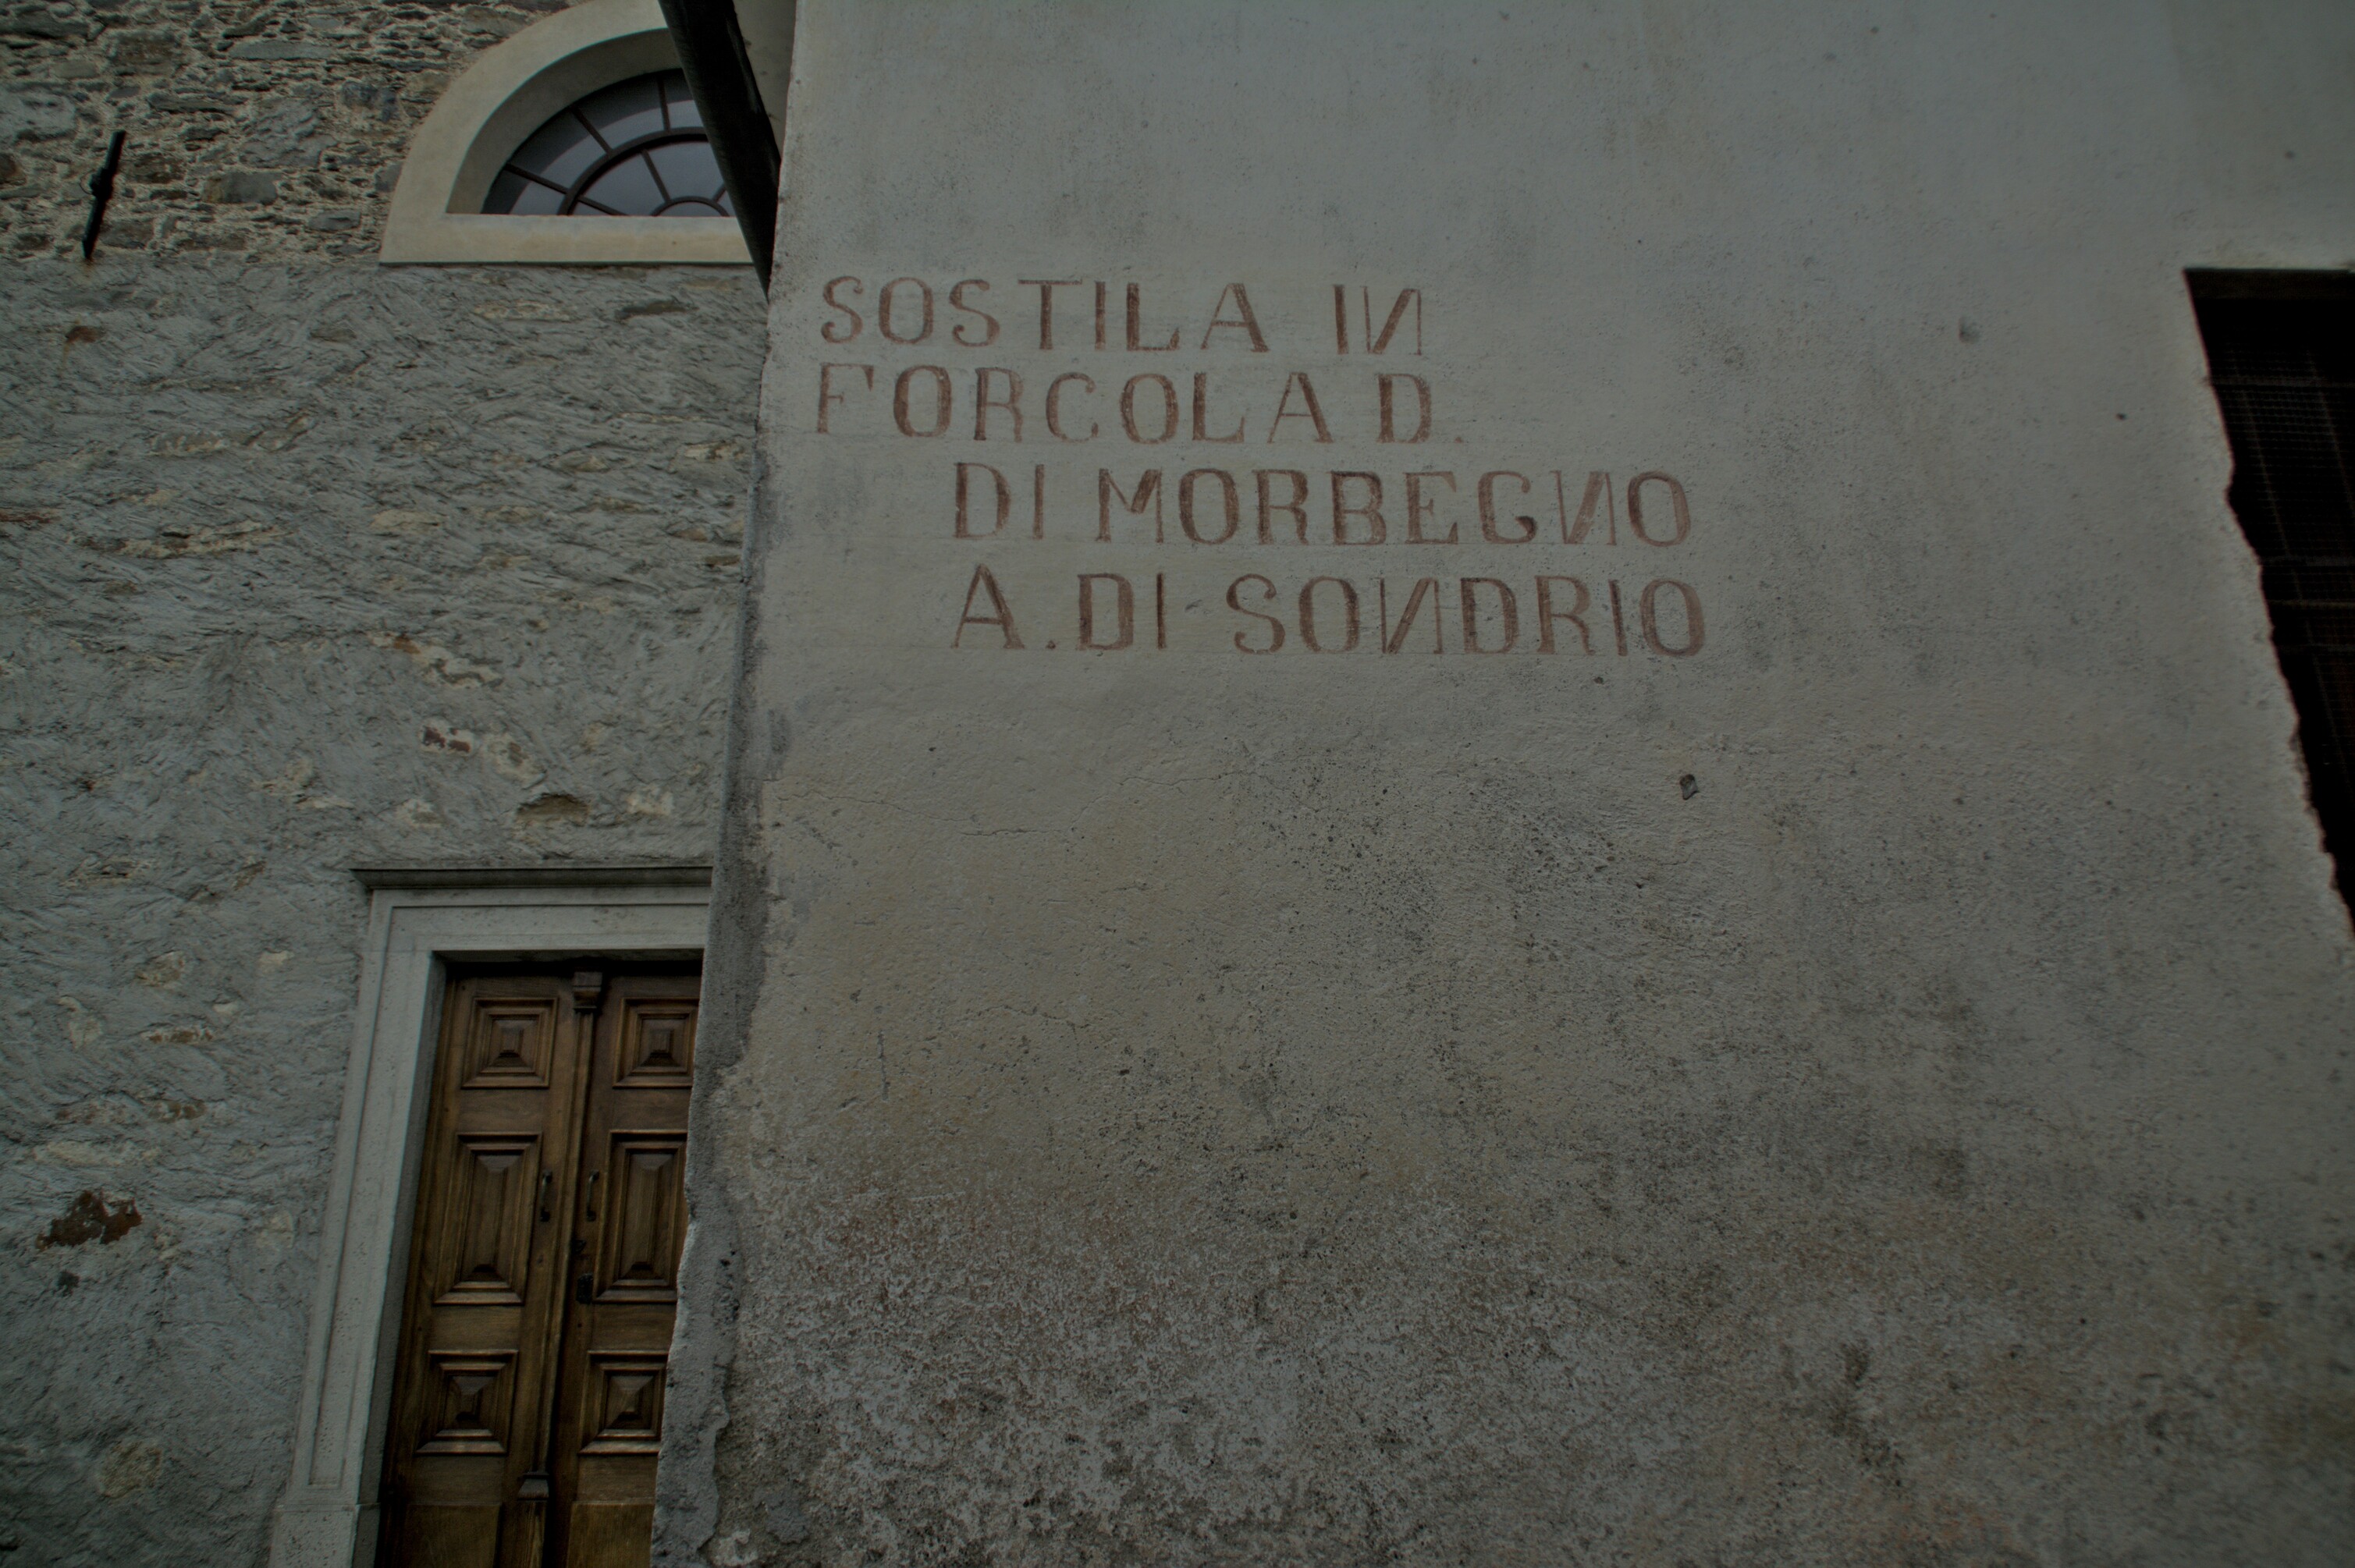 SOSTILA IN
FORCOLA D.
DI MORBEGNO
A. DI SONDRIO